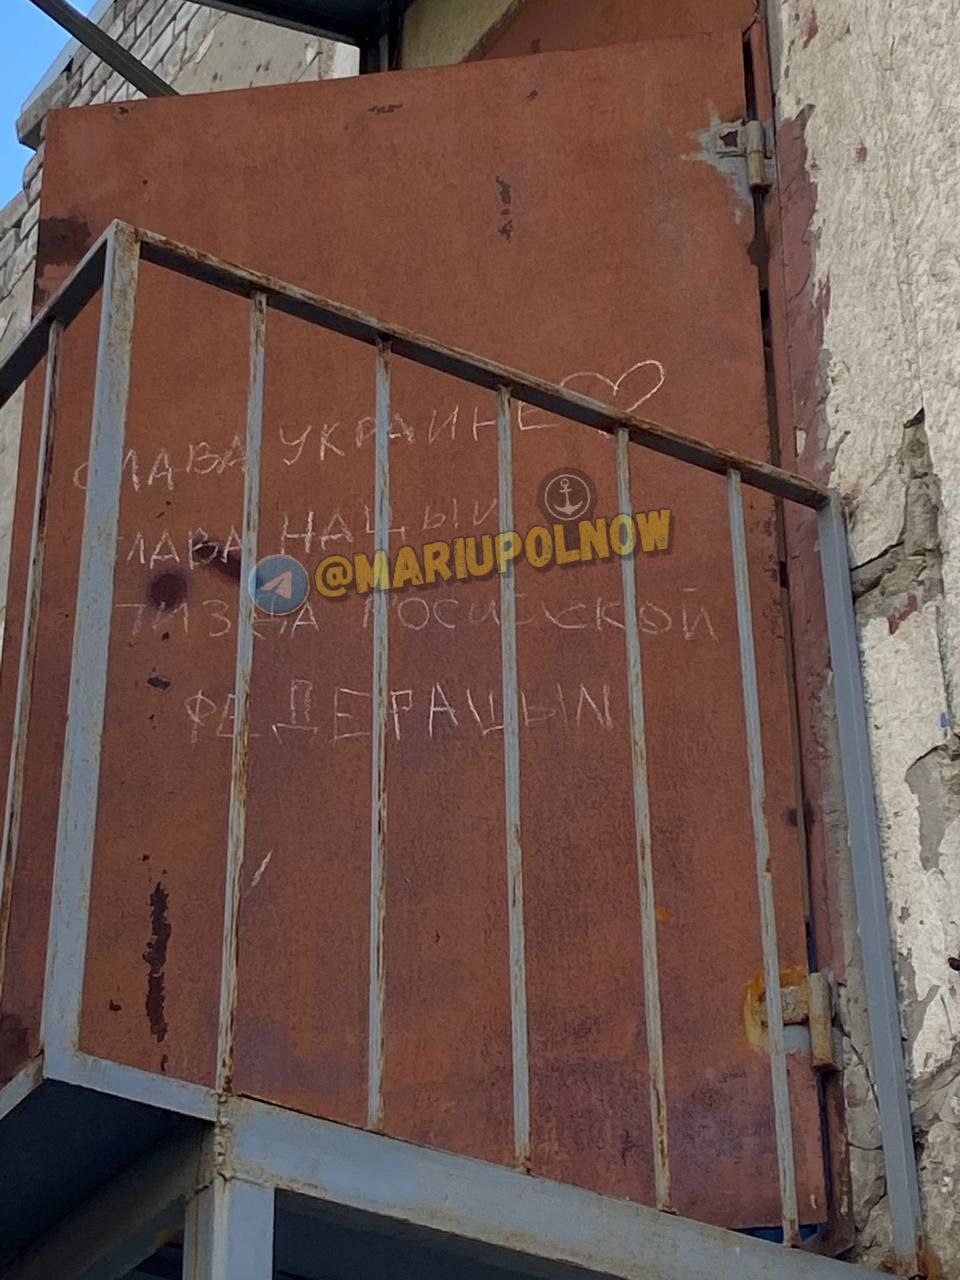 СЛАВА УКРАИНЕ
СЛАВА НАЦЫИ
@MARIUPOLNOW
ПИЗДА РОСИЙСКОЙ
ФЕДЕРАЦЫИ